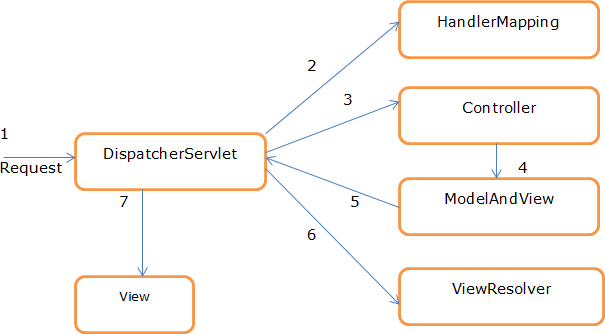 HandlerMapping
2
3
Controller
1
Request
DispatcherServlet
4
ModelAndView
5
7
6
View
ViewResolver